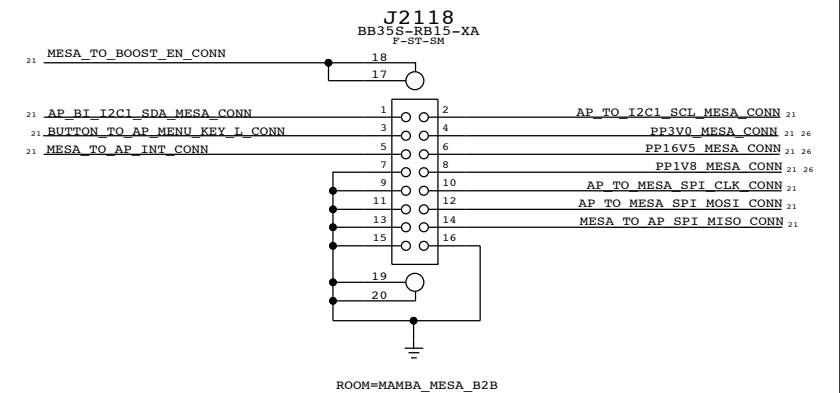 J2118
BB35S-RB15-XA
F-ST-SM
21 MESA_TO_BOOST_EN_CONN 18
17
21 AP_BI_I2C1_SDA_MESA_CONN 1 2 AP_TO_I2C1_SCL_MESA_CONN 21
21 BUTTON_TO_AP_MENU_KEY_L_CONN 3 4 PP3V0_MESA_CONN 21 26
21 MESA_TO_AP_INT_CONN 5 6 PP16V5_MESA_CONN 21 26
7 8 PP1V8_MESA_CONN 21 26
9 10 AP_TO_MESA_SPI_CLK_CONN 21
11 12 AP_TO_MESA_SPI_MOSI_CONN 21
13 14 MESA_TO_AP_SPI_MISO_CONN 21
15 16
19
20
ROOM=MAMBA_MESA_B2B